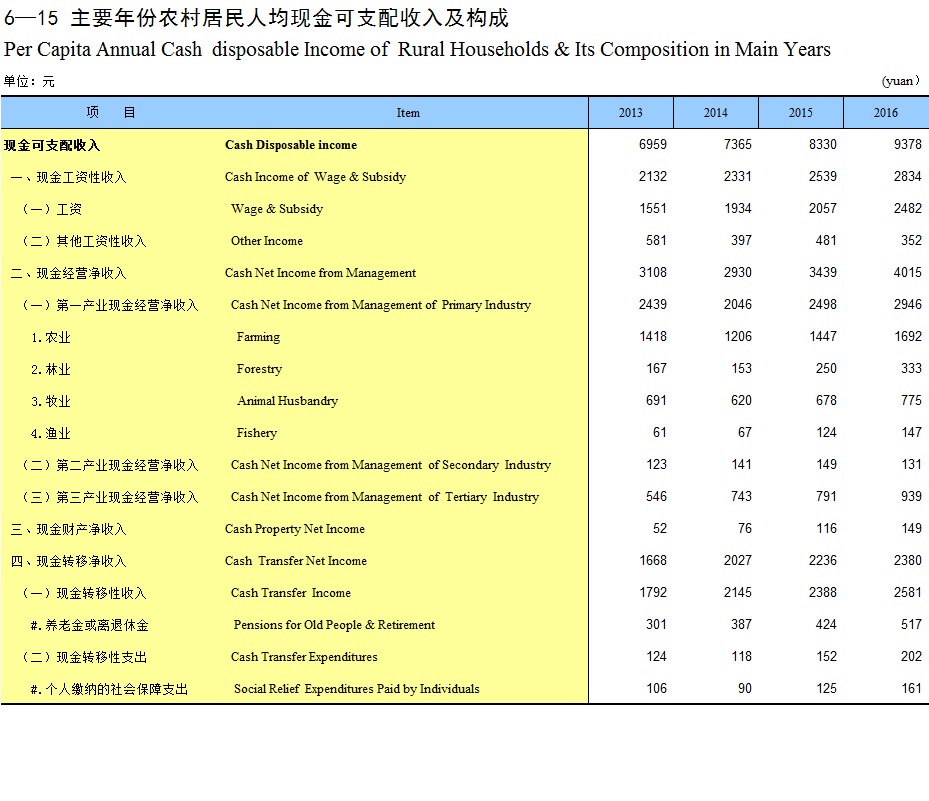 6—15 主要年份农村居民人均现金可支配收入及构成
Per Capita Annual Cash disposable Income of Rural Households & Its Composition in Main Years
单位：元 (yuan）
项 目 Item 2013 2014 2015 2016
现金可支配收入 Cash Disposable income 6959 7365 8330 9378
一、现金工资性收入 Cash Income of Wage & Subsidy 2132 2331 2539 2834
（一）工资 Wage & Subsidy 1551 1934 2057 2482
（二）其他工资性收入 Other Income 581 397 481 352
二、现金经营净收入 Cash Net Income from Management 3108 2930 3439 4015
（一）第一产业现金经营净收入 Cash Net Income from Management of Primary Industry 2439 2046 2498 2946
1.农业 Farming 1418 1206 1447 1692
2.林业 Forestry 167 153 250 333
3.牧业 Animal Husbandry 691 620 678 775
4.渔业 Fishery 61 67 124 147
（二）第二产业现金经营净收入 Cash Net Income from Management of Secondary Industry 123 141 149 131
（三）第三产业现金经营净收入 Cash Net Income from Management of Tertiary Industry 546 743 791 939
三、现金财产净收入 Cash Property Net Income 52 76 116 149
四、现金转移净收入 Cash Transfer Net Income 1668 2027 2236 2380
（一）现金转移性收入 Cash Transfer Income 1792 2145 2388 2581
#.养老金或离退休金 Pensions for Old People & Retirement 301 387 424 517
（二）现金转移性支出 Cash Transfer Expenditures 124 118 152 202
#.个人缴纳的社会保障支出 Social Relief Expenditures Paid by Individuals 106 90 125 161